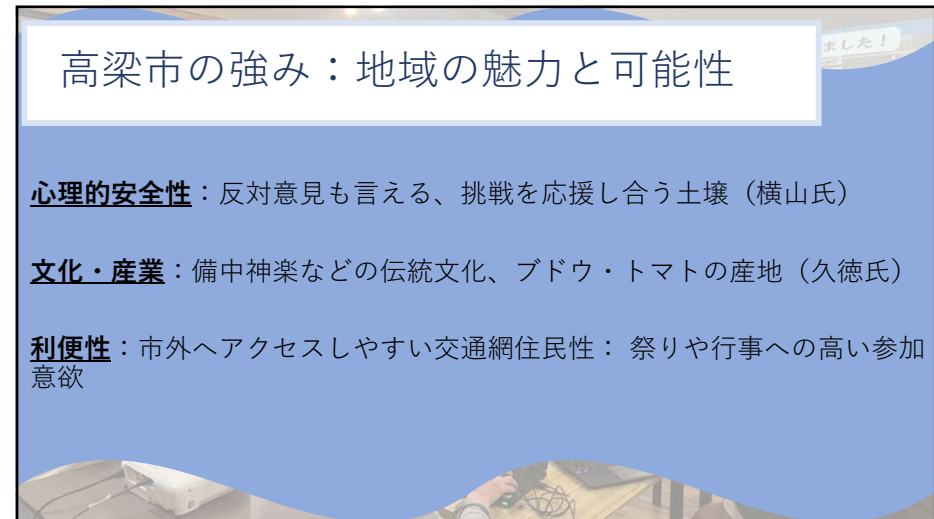 ました！
高梁市の強み：地域の魅力と可能性
心理的安全性：反対意見も言える、挑戦を応援し合う土壌（横山氏）
文化・産業：備中神楽などの伝統文化、ブドウ・トマトの産地（久徳氏）
利便性：市外へアクセスしやすい交通網住民性： 祭りや行事への高い参加
意欲